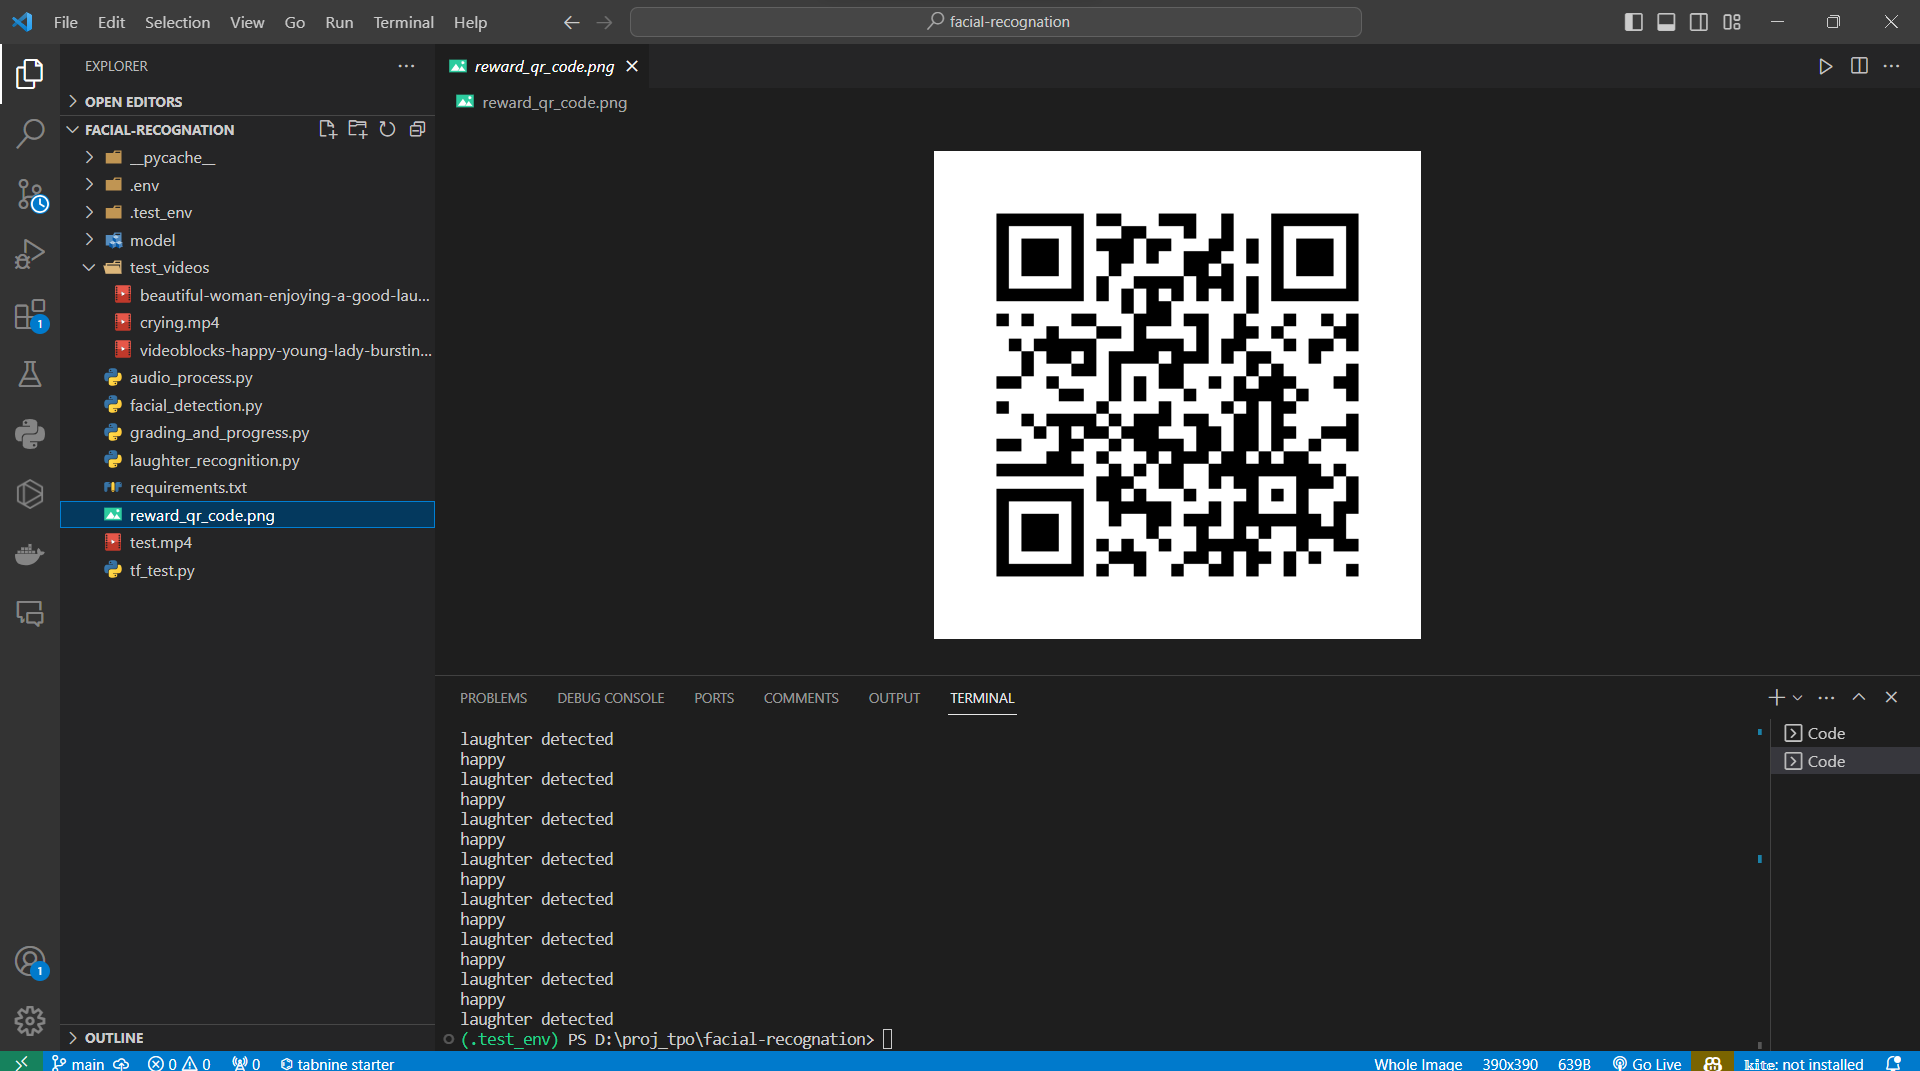 File Edit Selection View Go Run Terminal Help
facial-recognation
EXPLORER
OPEN EDITORS
FACIAL-RECOGNATION
__pycache__
.env
.test_env
model
test_videos
beautiful-woman-enjoying-a-good-lau...
crying.mp4
videoblocks-happy-young-lady-burstin...
audio_process.py
facial_detection.py
grading_and_progress.py
laughter_recognition.py
requirements.txt
reward_qr_code.png
test.mp4
tf_test.py
OUTLINE
1
1
reward_qr_code.png
reward_qr_code.png
PROBLEMS DEBUG CONSOLE PORTS COMMENTS OUTPUT TERMINAL
laughter detected
happy
laughter detected
happy
laughter detected
happy
laughter detected
happy
laughter detected
happy
laughter detected
happy
laughter detected
happy
laughter detected
(.test_env) PS D:\proj_tpo\facial-recognation>
Code
Code
main 0 0 0 tabnine starter Whole Image 390x390 639B Go Live kite: not installed